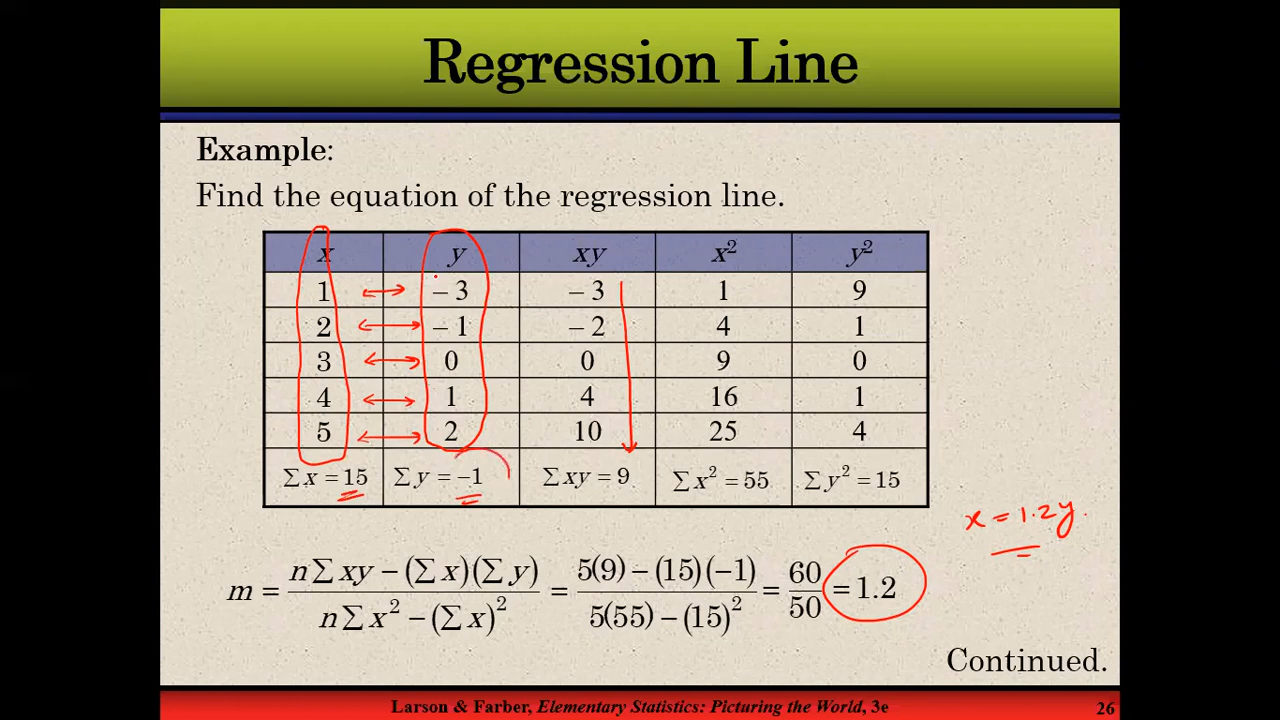 Regression Line
Example:
Find the equation of the regression line.
x y xy x² y²
1 – 3 – 3 1 9
2 – 1 – 2 4 1
3 0 0 9 0
4 1 4 16 1
5 2 10 25 4
∑ x = 15 ∑ y = –1 ∑ xy = 9 ∑ x² = 55 ∑ y² = 15
x = 1.2y
m = (n∑ xy – (∑ x)(∑ y)) / (n∑ x² – (∑ x)²) = (5(9) – (15)(–1)) / (5(55) – (15)²) = 60/50 = 1.2
Continued.
Larson & Farber, Elementary Statistics: Picturing the World, 3e 26